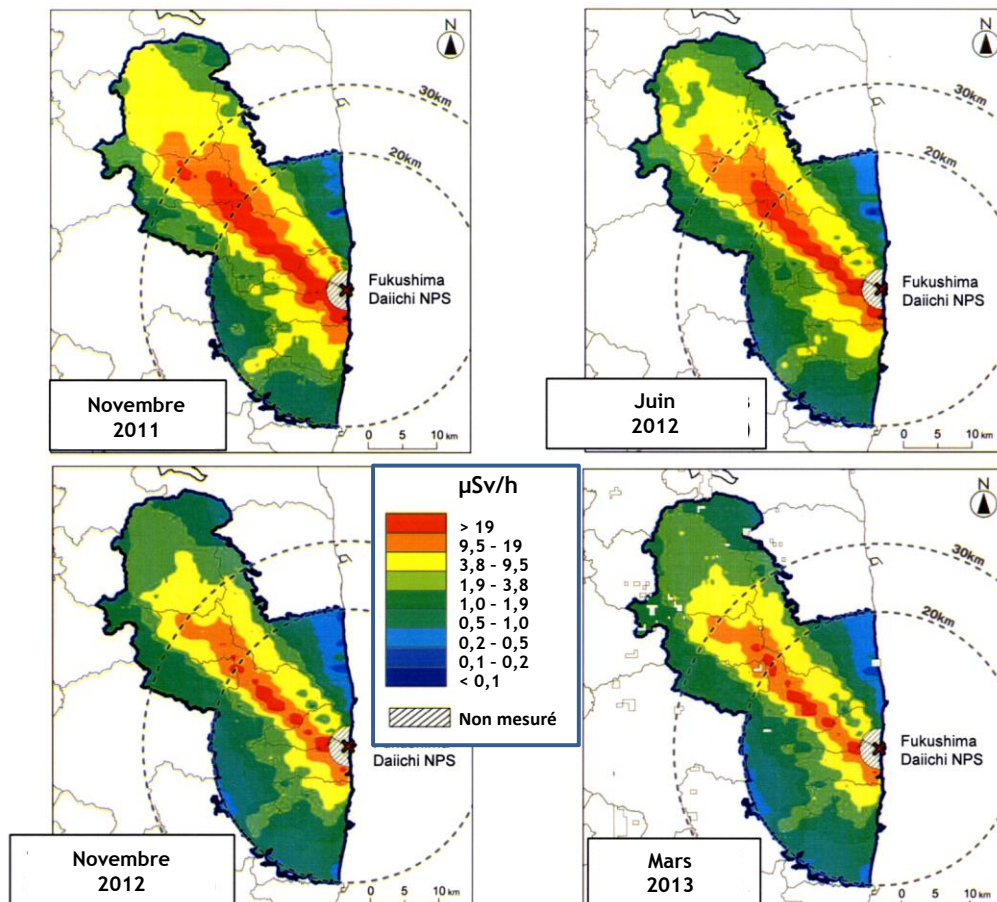 N
30km
20km
Fukushima
Daiichi NPS
Novembre
2011
0 5 10 km
N
30km
20km
Fukushima
Daiichi NPS
Juin
2012
0 5 10 km
µSv/h
> 19
9,5 - 19
3,8 - 9,5
1,9 - 3,8
1,0 - 1,9
0,5 - 1,0
0,2 - 0,5
0,1 - 0,2
< 0,1
Non mesuré
Daiichi NPS
Novembre
2012
0 5 10 km
N
30km
20km
Fukushima
Daiichi NPS
Mars
2013
0 5 10 km